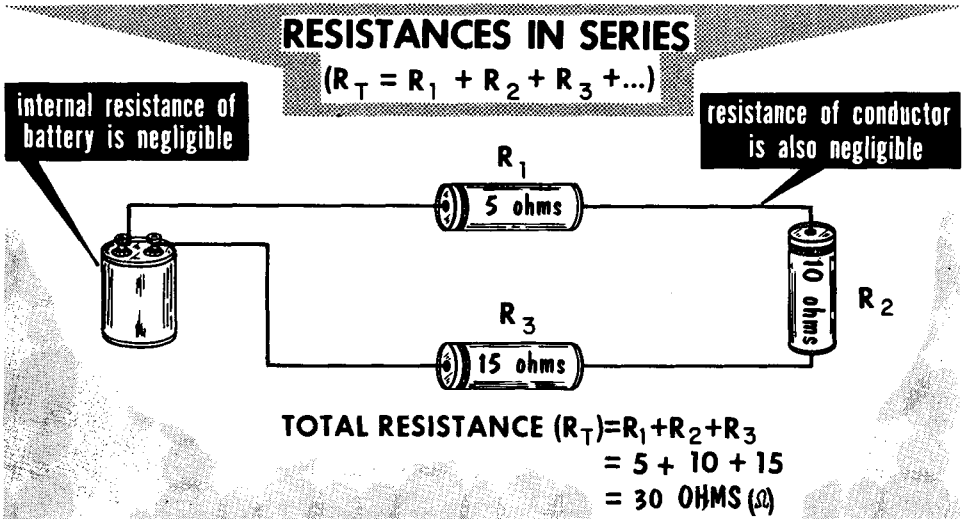 RESISTANCES IN SERIES
(R_T = R_1 + R_2 + R_3 +...)
internal resistance of
battery is negligible
resistance of conductor
is also negligible
R_1
5 ohms
10 ohms
R_2
R_3
15 ohms
TOTAL RESISTANCE (R_T)=R_1+R_2+R_3
= 5 + 10 + 15
= 30 OHMS (Ω)